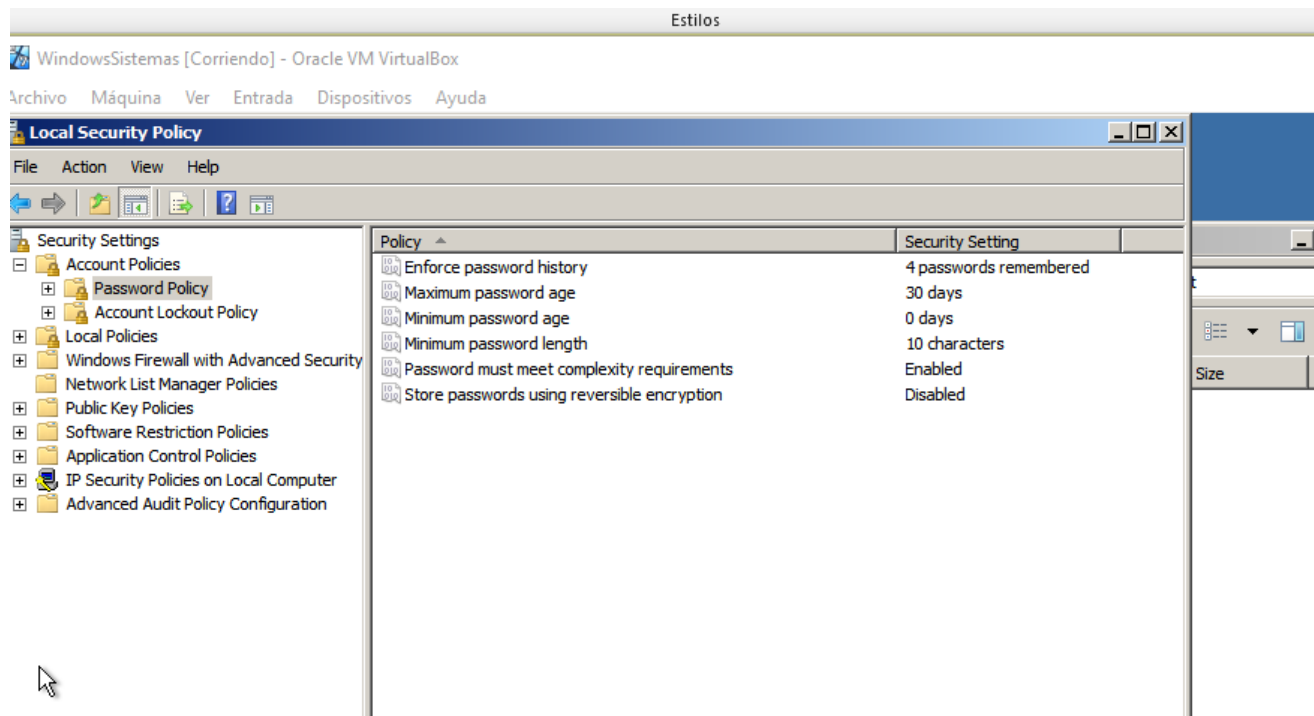 Estilos
WindowsSistemas [Corriendo] - Oracle VM VirtualBox
Archivo Máquina Ver Entrada Dispositivos Ayuda
Local Security Policy
File Action View Help
Security Settings
Account Policies
Password Policy
Account Lockout Policy
Local Policies
Windows Firewall with Advanced Security
Network List Manager Policies
Public Key Policies
Software Restriction Policies
Application Control Policies
IP Security Policies on Local Computer
Advanced Audit Policy Configuration
Policy Security Setting
Enforce password history 4 passwords remembered
Maximum password age 30 days
Minimum password age 0 days
Minimum password length 10 characters
Password must meet complexity requirements Enabled
Store passwords using reversible encryption Disabled
Size